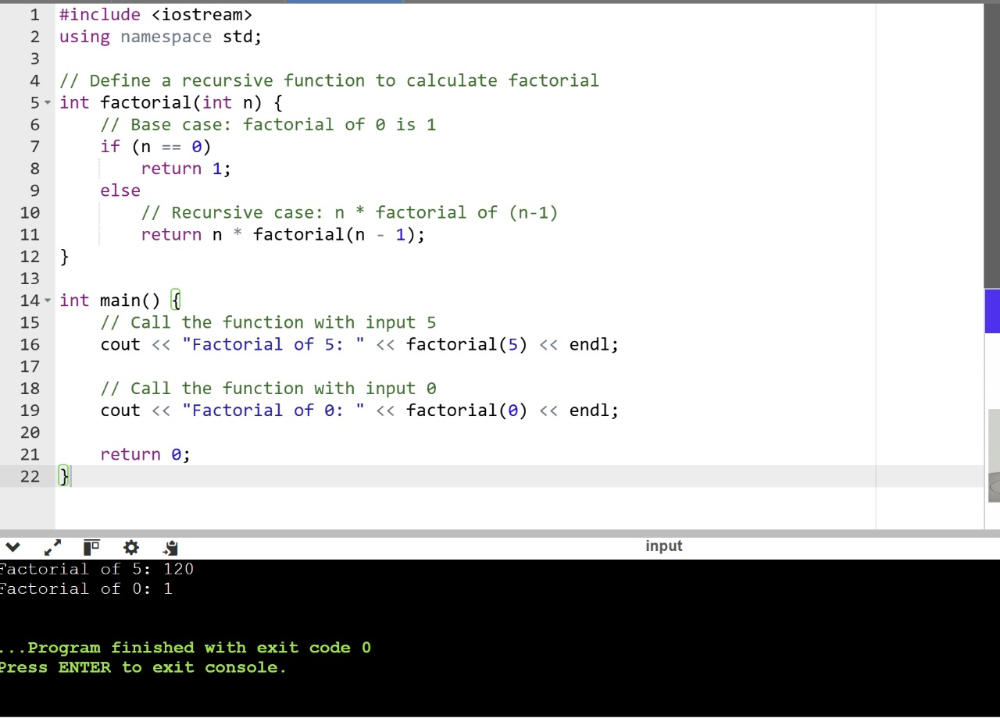 1 #include <iostream>
2 using namespace std;
3
4 // Define a recursive function to calculate factorial
5 int factorial(int n) {
6     // Base case: factorial of 0 is 1
7     if (n == 0)
8         return 1;
9     else
10         // Recursive case: n * factorial of (n-1)
11         return n * factorial(n - 1);
12 }
13
14 int main() {
15     // Call the function with input 5
16     cout << "Factorial of 5: " << factorial(5) << endl;
17
18     // Call the function with input 0
19     cout << "Factorial of 0: " << factorial(0) << endl;
20
21     return 0;
22 }
input
Factorial of 5: 120
Factorial of 0: 1
...Program finished with exit code 0
Press ENTER to exit console.